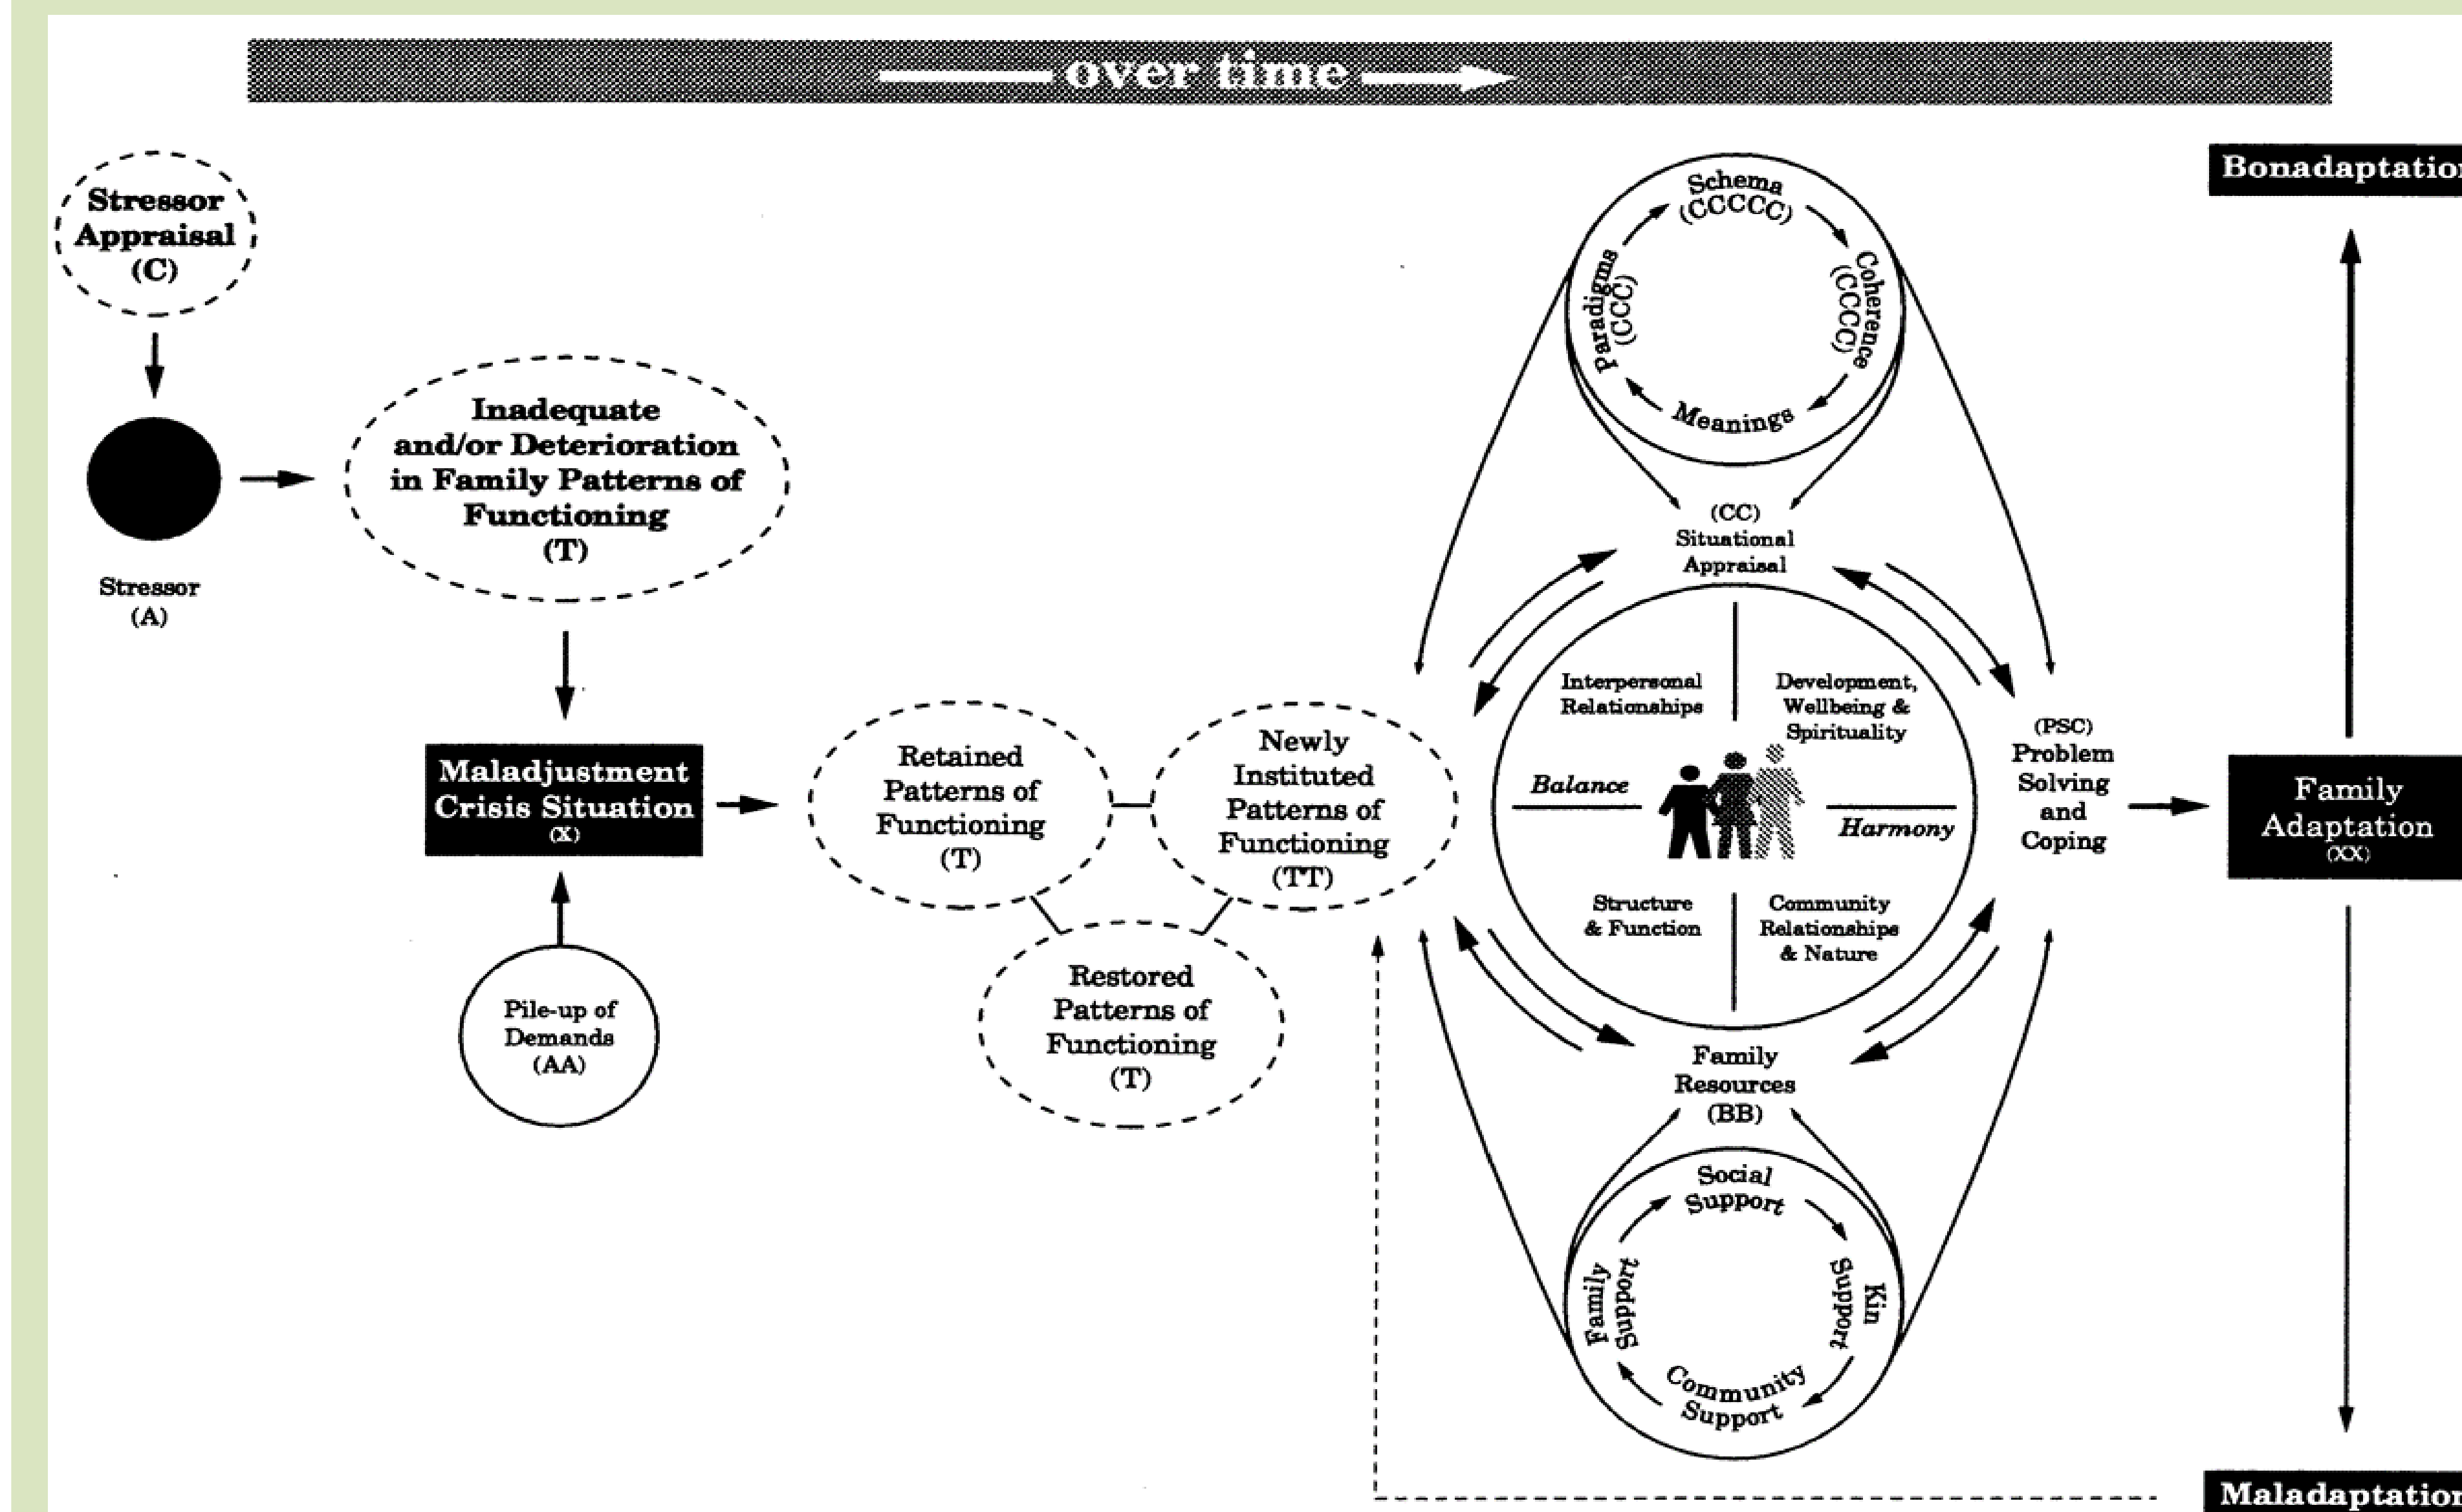 over time
Stressor
Appraisal
(C)
Stressor
(A)
Inadequate
and/or Deterioration
in Family Patterns of
Functioning
(T)
Maladjustment
Crisis Situation
(X)
Pile-up of
Demands
(AA)
Retained
Patterns of
Functioning
(T)
Newly
Instituted
Patterns of
Functioning
(TT)
Restored
Patterns of
Functioning
(T)
Schema
(CCCCC)
Coherence
(CCCC)
Meanings
Paradigms
(CCC)
(CC)
Situational
Appraisal
Interpersonal
Relationships
Development,
Wellbeing &
Spirituality
Balance
Harmony
Structure
& Function
Community
Relationships
& Nature
(PSC)
Problem
Solving
and
Coping
Family
Resources
(BB)
Social
Support
Kin
Support
Community
Support
Family
Support
Bonadaptation
Family
Adaptation
(XX)
Maladaptation